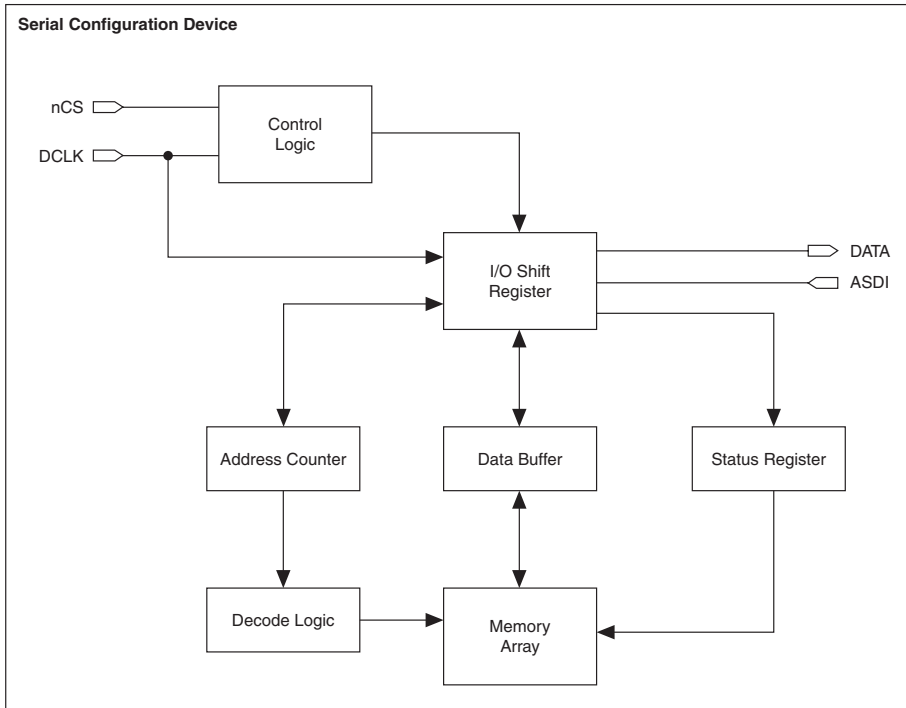 Serial Configuration Device
nCS
DCLK
Control
Logic
I/O Shift
Register
DATA
ASDI
Address Counter
Data Buffer
Status Register
Decode Logic
Memory
Array